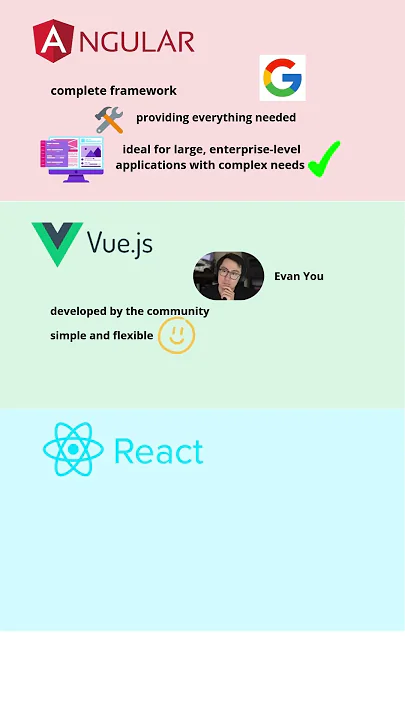 ANGULAR
complete framework
providing everything needed
ideal for large, enterprise-level
applications with complex needs
Vue.js
Evan You
developed by the community
simple and flexible
React